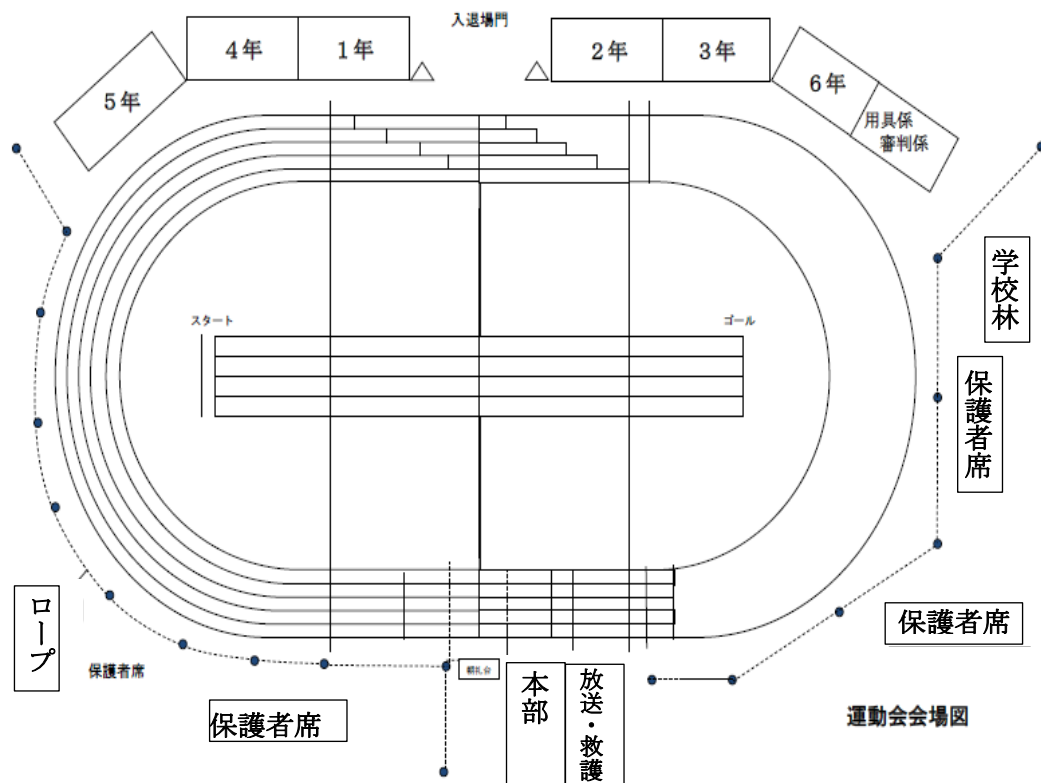 入退場門
4年
1年
2年
3年
5年
6年
用具係
審判係
学校林
スタート
ゴール
保護者席
ロープ
保護者席
保護者席
朝礼台
本部
放送・救護
保護者席
運動会会場図